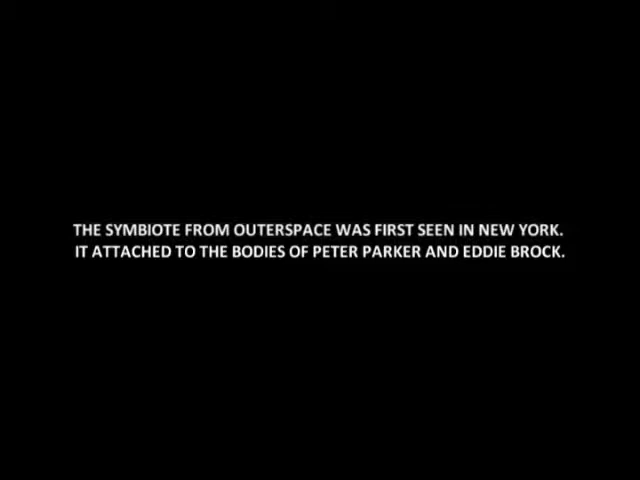 THE SYMBIOTE FROM OUTERSPACE WAS FIRST SEEN IN NEW YORK.
IT ATTACHED TO THE BODIES OF PETER PARKER AND EDDIE BROCK.